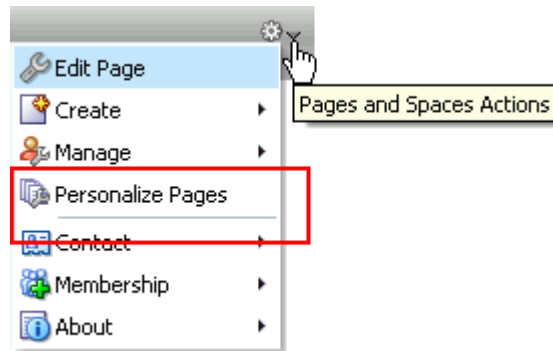 Edit Page
Pages and Spaces Actions
Create
Manage
Personalize Pages
Contact
Membership
About